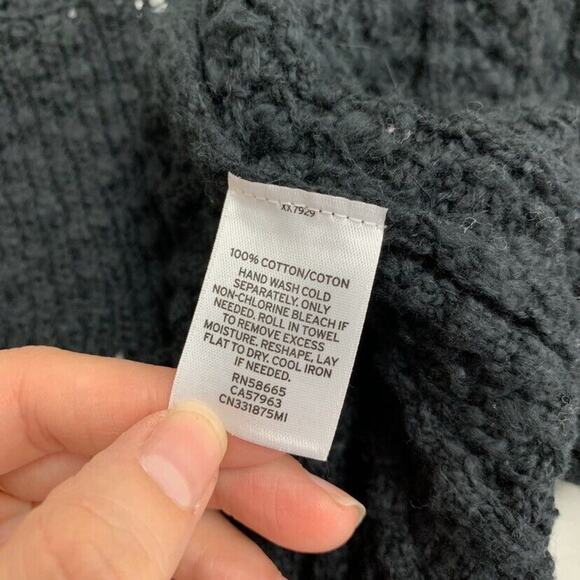 XX7929
100% COTTON/COTON
HAND WASH COLD
SEPARATELY. ONLY
NON-CHLORINE BLEACH IF
NEEDED. ROLL IN TOWEL
TO REMOVE EXCESS
MOISTURE. RESHAPE, LAY
FLAT TO DRY. COOL IRON
IF NEEDED.
RN58665
CA57963
CN331875MI